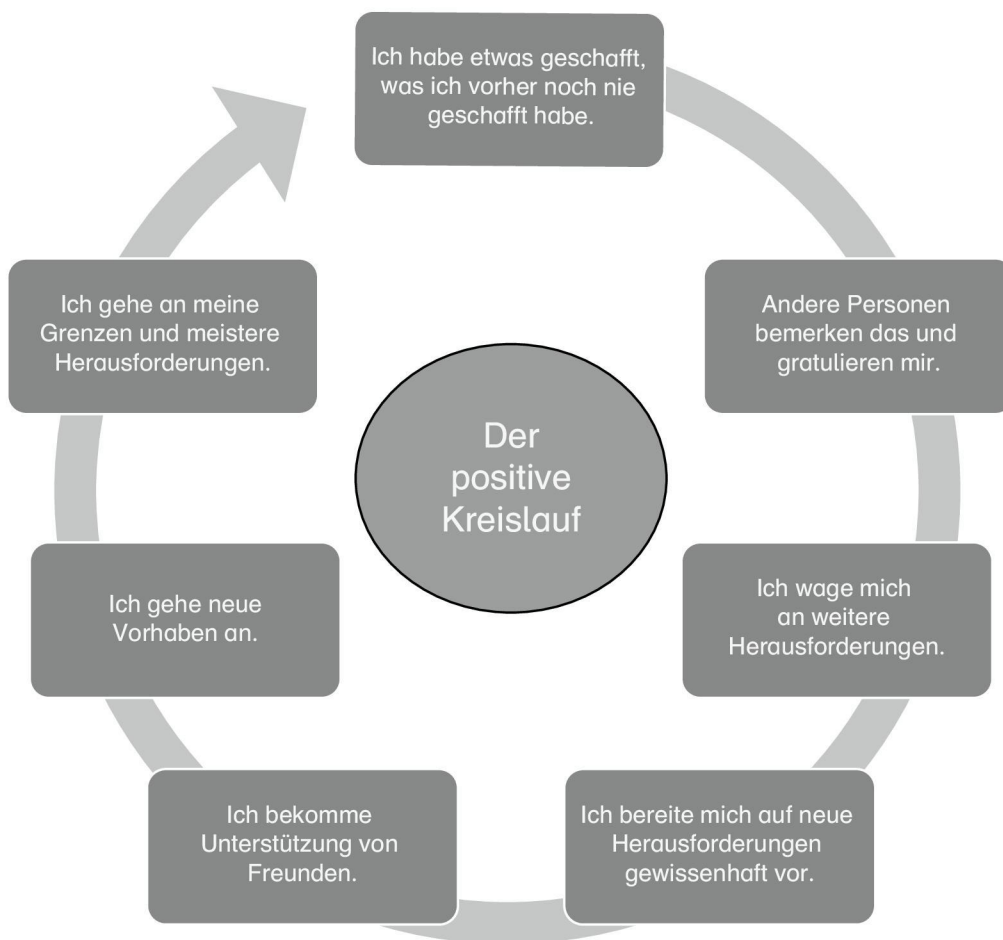 Ich habe etwas geschafft,
was ich vorher noch nie
geschafft habe.
Andere Personen
bemerken das und
gratulieren mir.
Ich wage mich
an weitere
Herausforderungen.
Ich bereite mich auf neue
Herausforderungen
gewissenhaft vor.
Ich bekomme
Unterstützung von
Freunden.
Ich gehe neue
Vorhaben an.
Ich gehe an meine
Grenzen und meistere
Herausforderungen.
Der
positive
Kreislauf